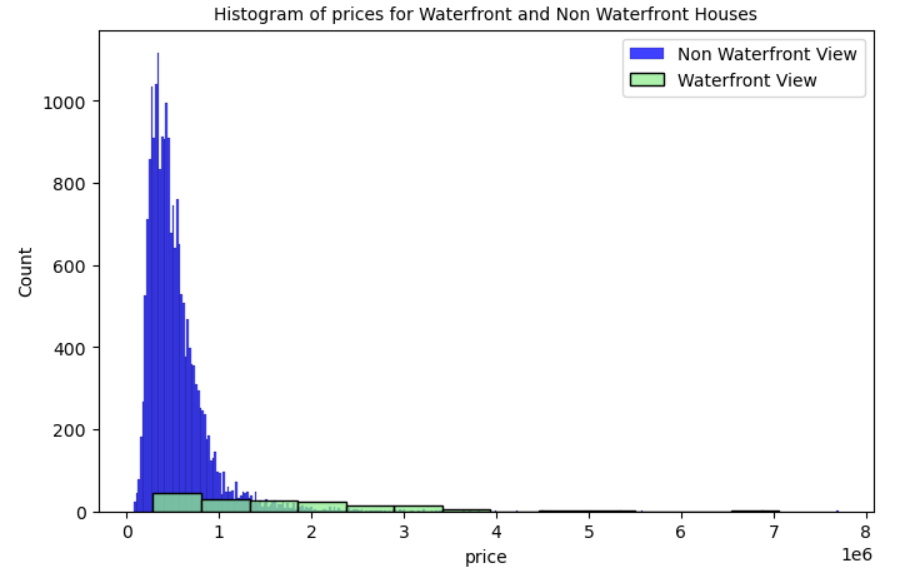 Histogram of prices for Waterfront and Non Waterfront Houses
Non Waterfront View
Waterfront View
Count
1000
800
600
400
200
0
0 1 2 3 4 5 6 7 8
1e6
price